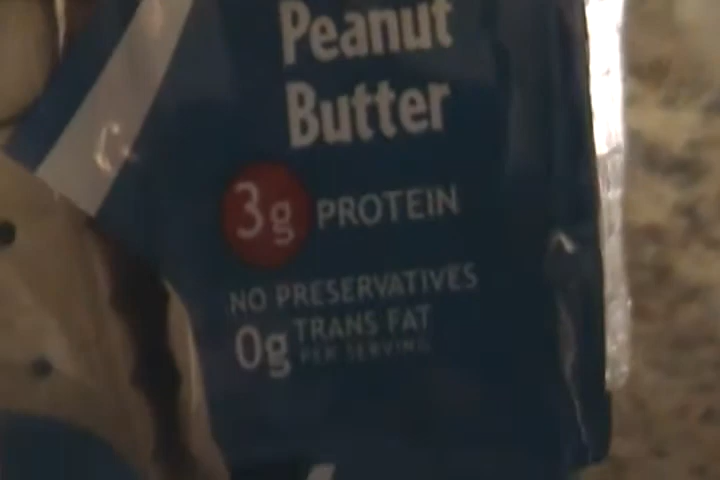 Peanut
Butter
3g PROTEIN
NO PRESERVATIVES
0g TRANS FAT
PER SERVING